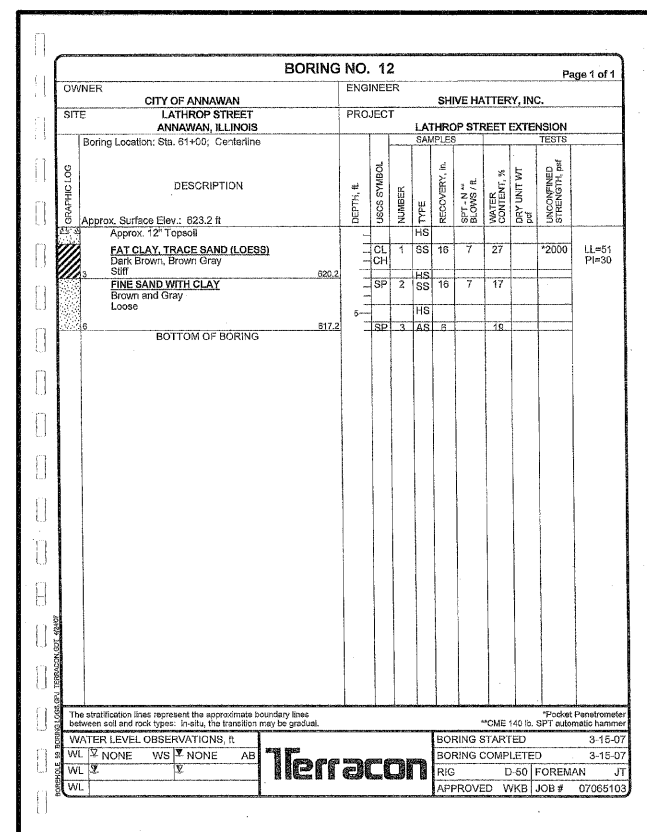 BORING NO. 12
Page 1 of 1
OWNER
CITY OF ANNAWAN
ENGINEER
SHIVE HATTERY, INC.
SITE
LATHROP STREET
ANNAWAN, ILLINOIS
PROJECT
LATHROP STREET EXTENSION
Boring Location: Sta. 61+00; Centerline
SAMPLES
TESTS
GRAPHIC LOG
DESCRIPTION
DEPTH, ft.
USCS SYMBOL
NUMBER
TYPE
RECOVERY, in.
SPT - N **
BLOWS / ft.
WATER
CONTENT, %
DRY UNIT WT
pcf
UNCONFINED
STRENGTH, psf
Approx. Surface Elev.: 623.2 ft
Approx. 12" Topsoil
HS
FAT CLAY, TRACE SAND (LOESS)
CL 1 SS 16 7 27 *2000 LL=51
Dark Brown, Brown Gray
CH PI=30
3 Stiff 620.2
HS
FINE SAND WITH CLAY
SP 2 SS 16 7 17
Brown and Gray
Loose
5 HS
6 617.2
SP 3 AS 6 19
BOTTOM OF BORING
The stratification lines represent the approximate boundary lines
between soil and rock types: in-situ, the transition may be gradual.
*Pocket Penetrometer
**CME 140 lb. SPT automatic hammer
WATER LEVEL OBSERVATIONS, ft
WL NONE WS NONE AB
WL
WL
Terracon
BORING STARTED 3-15-07
BORING COMPLETED 3-15-07
RIG D-50 FOREMAN JT
APPROVED WKB JOB # 07065103